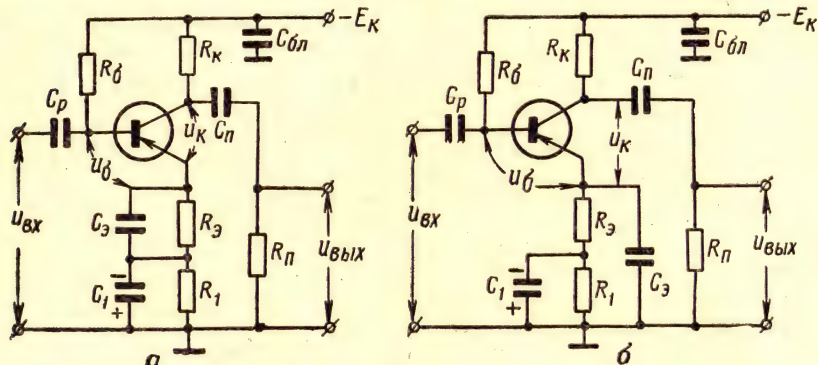 −Eк
Cбл
Rк
Rб
Cр
Cп
uк
uб
uвх
Cэ
Rэ
Rп
uвых
−
C1
+
R1
а
−Eк
Cбл
Rк
Cп
Rб
Cр
uк
uб
uвх
Rэ
Rп
uвых
−
C1
+
R1
Cэ
б